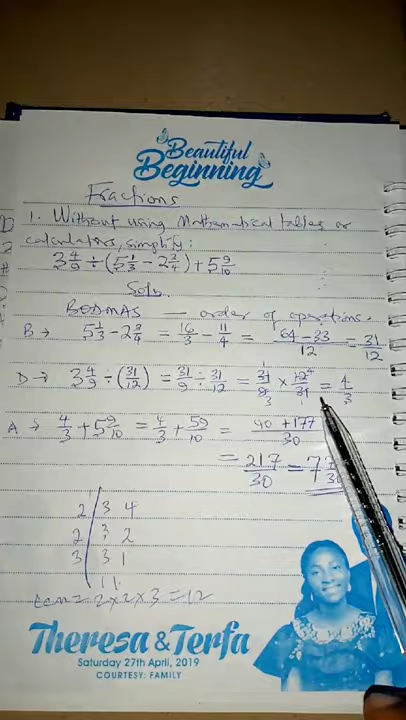 Beautiful
Beginning
Fractions
1. Without using Mathematical tables or
calculators, simplify:
3 4/9 ÷ (5 1/3 − 2 3/4) + 5 9/10
Soln
BODMAS — order of operations.
B → 5 1/3 − 2 3/4 = 16/3 − 11/4 = (64 − 33)/12 = 31/12
D → 3 4/9 ÷ (31/12) = 31/9 ÷ 31/12 = 31/9 × 12/31 = 4/3
A → 4/3 + 5 9/10 = 4/3 + 59/10 = (40 + 177)/30
= 217/30 = 7
2 | 3 4
2 | 3 2
3 | 3 1
| 1 1
LCM = 2×2×3 = 12
Theresa & Terfa
Saturday 27th April, 2019
COURTESY: FAMILY